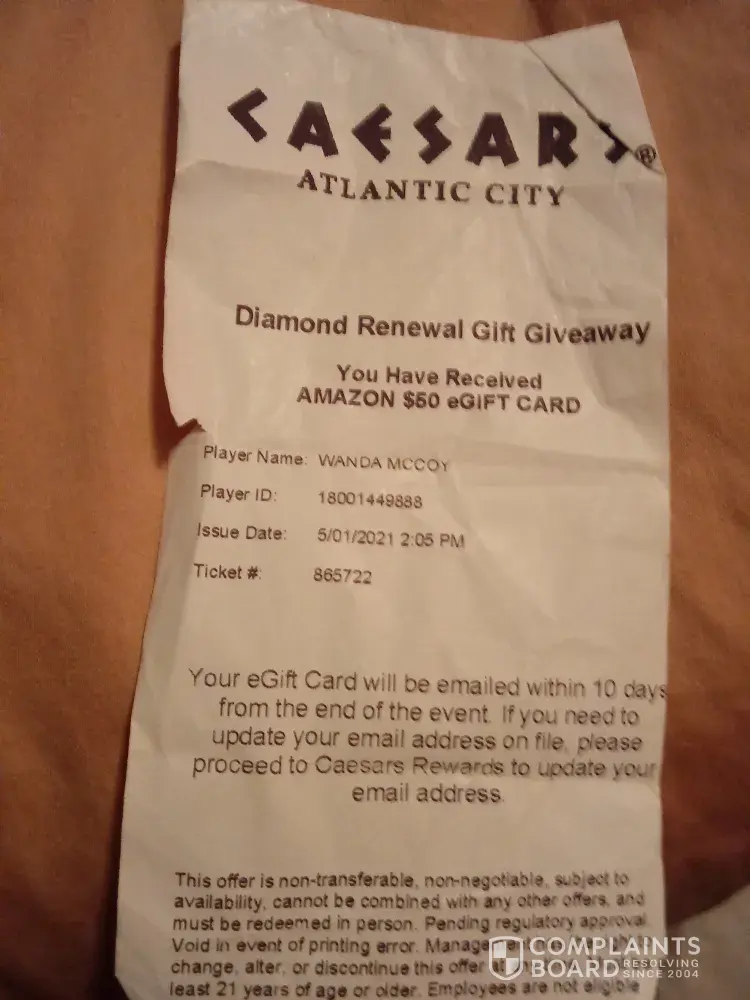 CAESARS®
ATLANTIC CITY
Diamond Renewal Gift Giveaway
You Have Received
AMAZON $50 eGIFT CARD
Player Name: WANDA MCCOY
Player ID: 18001449888
Issue Date: 5/01/2021 2:05 PM
Ticket #: 865722
Your eGift Card will be emailed within 10 days
from the end of the event. If you need to
update your email address on file, please
proceed to Caesars Rewards to update your
email address.
This offer is non-transferable, non-negotiable, subject to
availability, cannot be combined with any other offers, and
must be redeemed in person. Pending regulatory approval.
Void in event of printing error.
change, alter, or discontinue this offer
least 21 years of age or older. Employees are not eligible
COMPLAINTS
BOARD RESOLVING
SINCE 2004